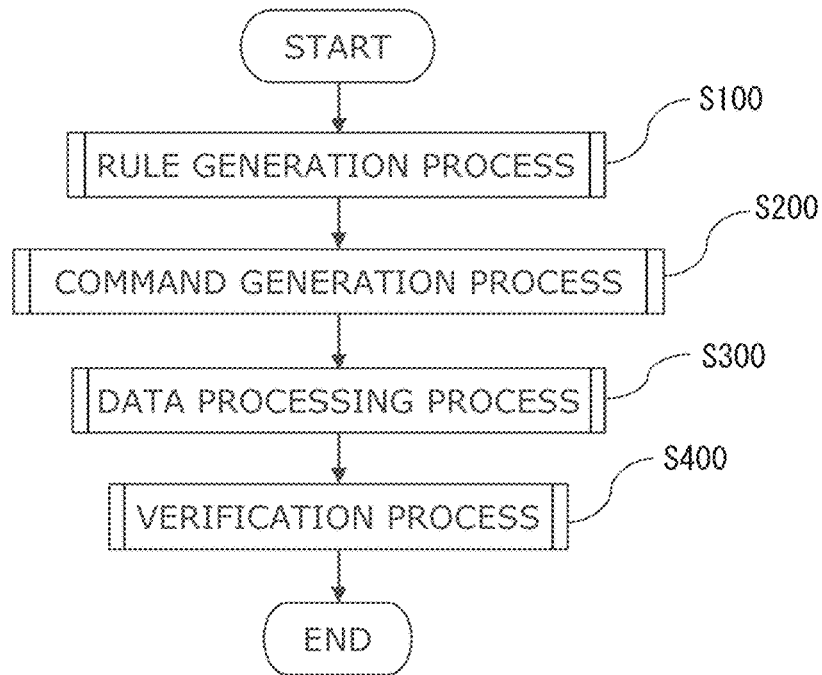 START
S100
RULE GENERATION PROCESS
S200
COMMAND GENERATION PROCESS
S300
DATA PROCESSING PROCESS
S400
VERIFICATION PROCESS
END